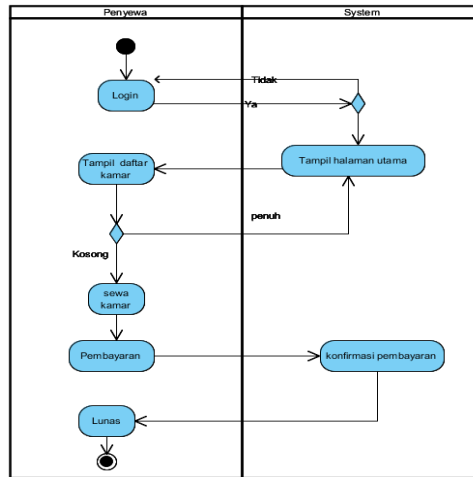 Penyewa
System
Tidak
Login
Ya
Tampil daftar
kamar
Tampil halaman utama
penuh
Kosong
sewa
kamar
Pembayaran
konfirmasi pembayaran
Lunas